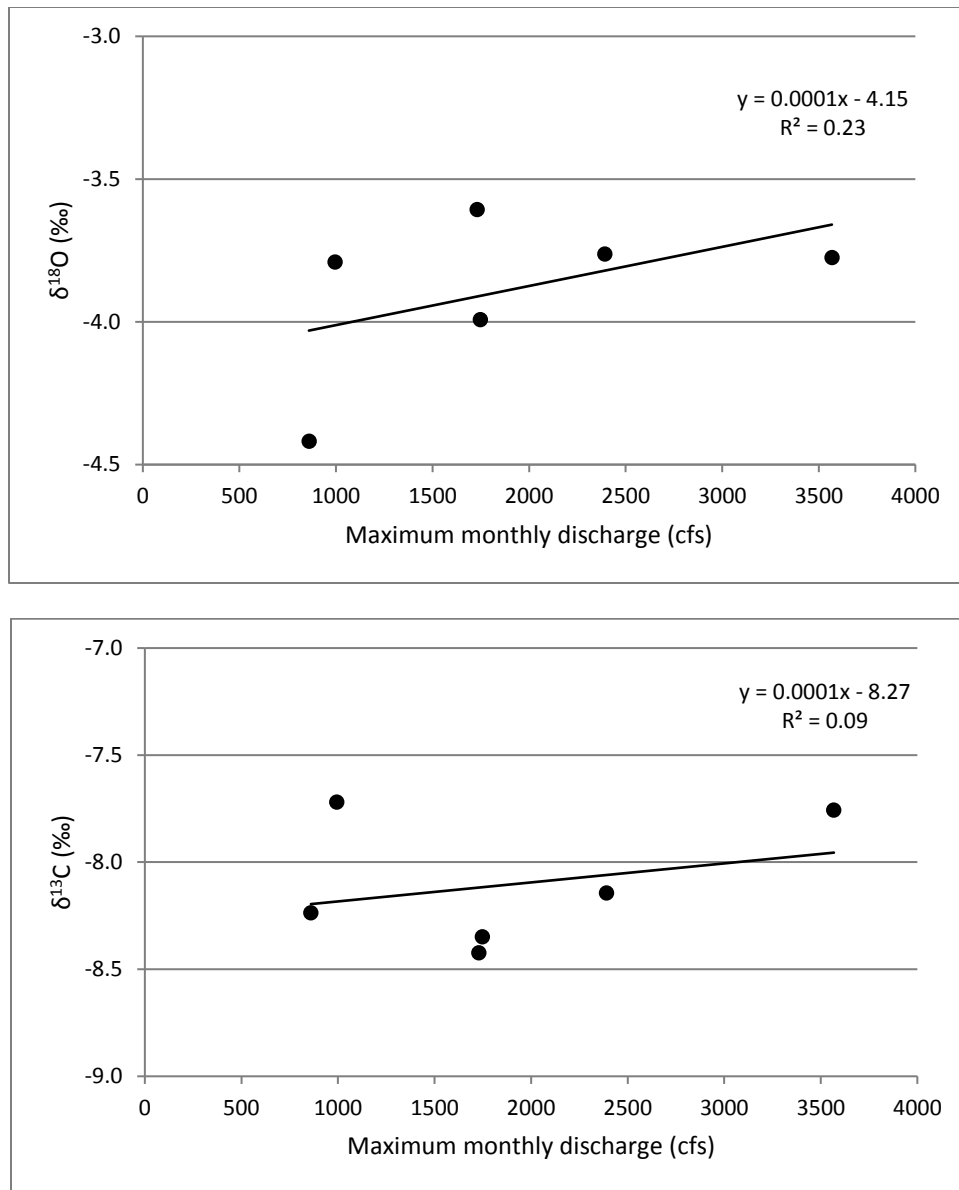 -3.0
y = 0.0001x - 4.15
R² = 0.23
-3.5
δ¹⁸O (‰)
-4.0
-4.5
0 500 1000 1500 2000 2500 3000 3500 4000
Maximum monthly discharge (cfs)
-7.0
y = 0.0001x - 8.27
R² = 0.09
-7.5
δ¹³C (‰)
-8.0
-8.5
-9.0
0 500 1000 1500 2000 2500 3000 3500 4000
Maximum monthly discharge (cfs)